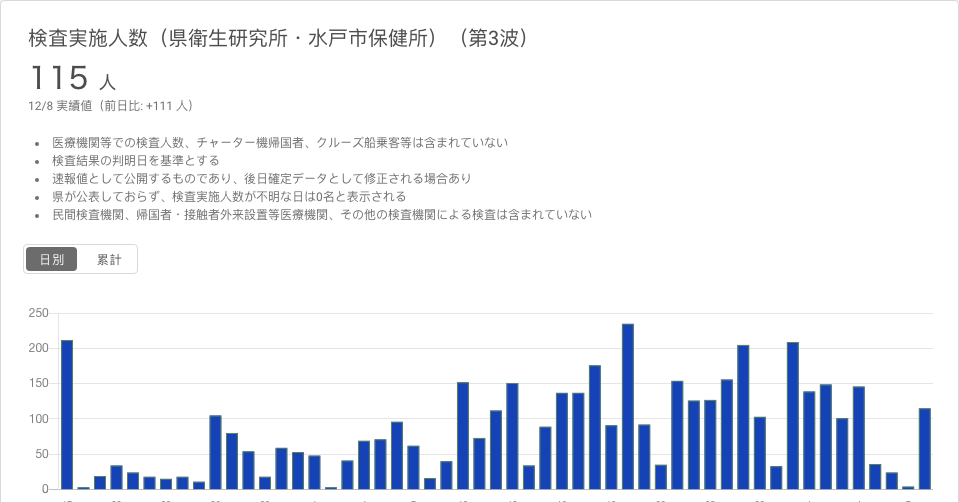 検査実施人数（県衛生研究所・水戸市保健所）（第3波）
115 人
12/8 実績値（前日比: +111 人）
• 医療機関等での検査人数、チャーター機帰国者、クルーズ船乗客等は含まれていない
• 検査結果の判明日を基準とする
• 速報値として公開するものであり、後日確定データとして修正される場合あり
• 県が公表しておらず、検査実施人数が不明な日は0名と表示される
• 民間検査機関、帰国者・接触者外来設置等医療機関、その他の検査機関による検査は含まれていない
日別 累計
250
200
150
100
50
0